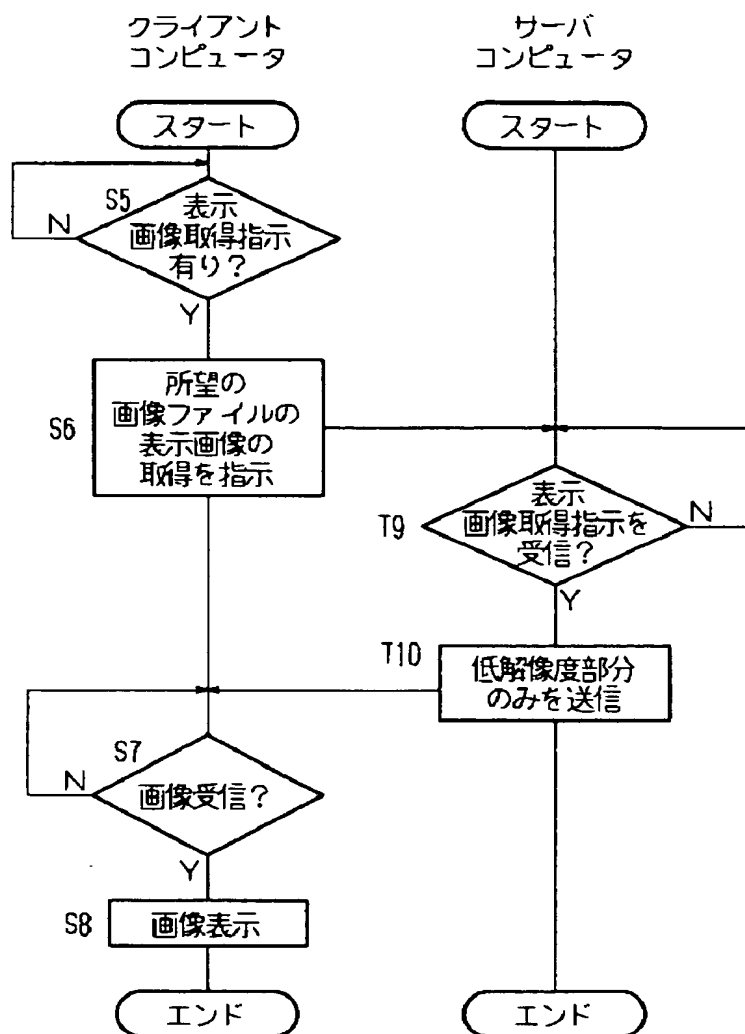 クライアント
コンピュータ
サーバ
コンピュータ
スタート
スタート
S5
表示
画像取得指示
有り?
N
Y
S6
所望の
画像ファイルの
表示画像の
取得を指示
T9
表示
画像取得指示を
受信?
N
Y
T10
低解像度部分
のみを送信
S7
画像受信?
N
Y
S8
画像表示
エンド
エンド